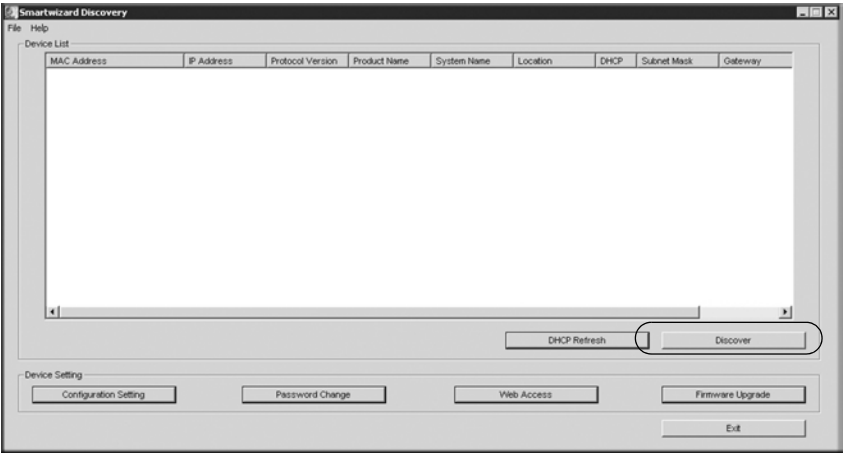 Smartwizard Discovery
File Help
Device List
MAC Address IP Address Protocol Version Product Name System Name Location DHCP Subnet Mask Gateway
DHCP Refresh Discover
Device Setting
Configuration Setting Password Change Web Access Firmware Upgrade
Exit